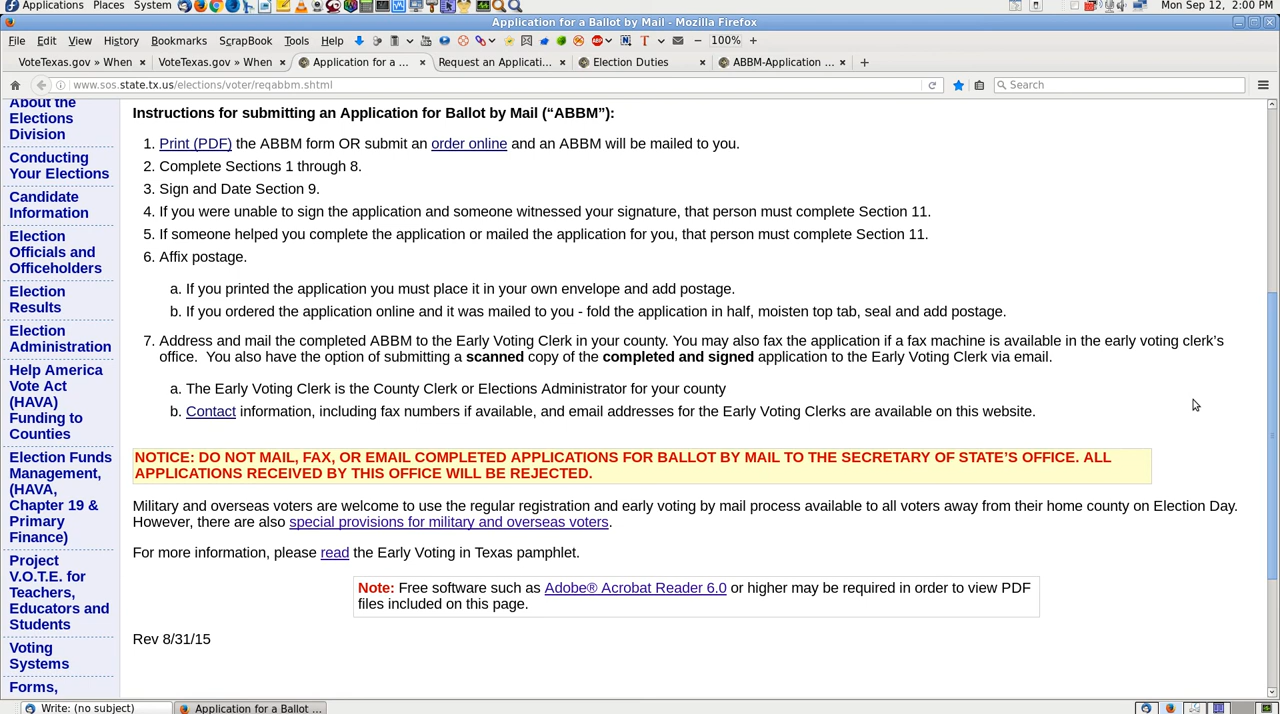 Applications Places System Mon Sep 12, 2:00 PM
Application for a Ballot by Mail - Mozilla Firefox
File Edit View History Bookmarks ScrapBook Tools Help 100%
VoteTexas.gov » When VoteTexas.gov » When Application for a ... Request an Applicati... Election Duties ABBM-Application ...
www.sos.state.tx.us/elections/voter/reqabbm.shtml Search
About the
Elections
Division
Conducting
Your Elections
Candidate
Information
Election
Officials and
Officeholders
Election
Results
Election
Administration
Help America
Vote Act
(HAVA)
Funding to
Counties
Election Funds
Management,
(HAVA,
Chapter 19 &
Primary
Finance)
Project
V.O.T.E. for
Teachers,
Educators and
Students
Voting
Systems
Forms,
Instructions for submitting an Application for Ballot by Mail (“ABBM”):
1. Print (PDF) the ABBM form OR submit an order online and an ABBM will be mailed to you.
2. Complete Sections 1 through 8.
3. Sign and Date Section 9.
4. If you were unable to sign the application and someone witnessed your signature, that person must complete Section 11.
5. If someone helped you complete the application or mailed the application for you, that person must complete Section 11.
6. Affix postage.
a. If you printed the application you must place it in your own envelope and add postage.
b. If you ordered the application online and it was mailed to you - fold the application in half, moisten top tab, seal and add postage.
7. Address and mail the completed ABBM to the Early Voting Clerk in your county. You may also fax the application if a fax machine is available in the early voting clerk’s
office. You also have the option of submitting a scanned copy of the completed and signed application to the Early Voting Clerk via email.
a. The Early Voting Clerk is the County Clerk or Elections Administrator for your county
b. Contact information, including fax numbers if available, and email addresses for the Early Voting Clerks are available on this website.
NOTICE: DO NOT MAIL, FAX, OR EMAIL COMPLETED APPLICATIONS FOR BALLOT BY MAIL TO THE SECRETARY OF STATE’S OFFICE. ALL
APPLICATIONS RECEIVED BY THIS OFFICE WILL BE REJECTED.
Military and overseas voters are welcome to use the regular registration and early voting by mail process available to all voters away from their home county on Election Day.
However, there are also special provisions for military and overseas voters.
For more information, please read the Early Voting in Texas pamphlet.
Note: Free software such as Adobe® Acrobat Reader 6.0 or higher may be required in order to view PDF
files included on this page.
Rev 8/31/15
Write: (no subject) Application for a Ballot ...